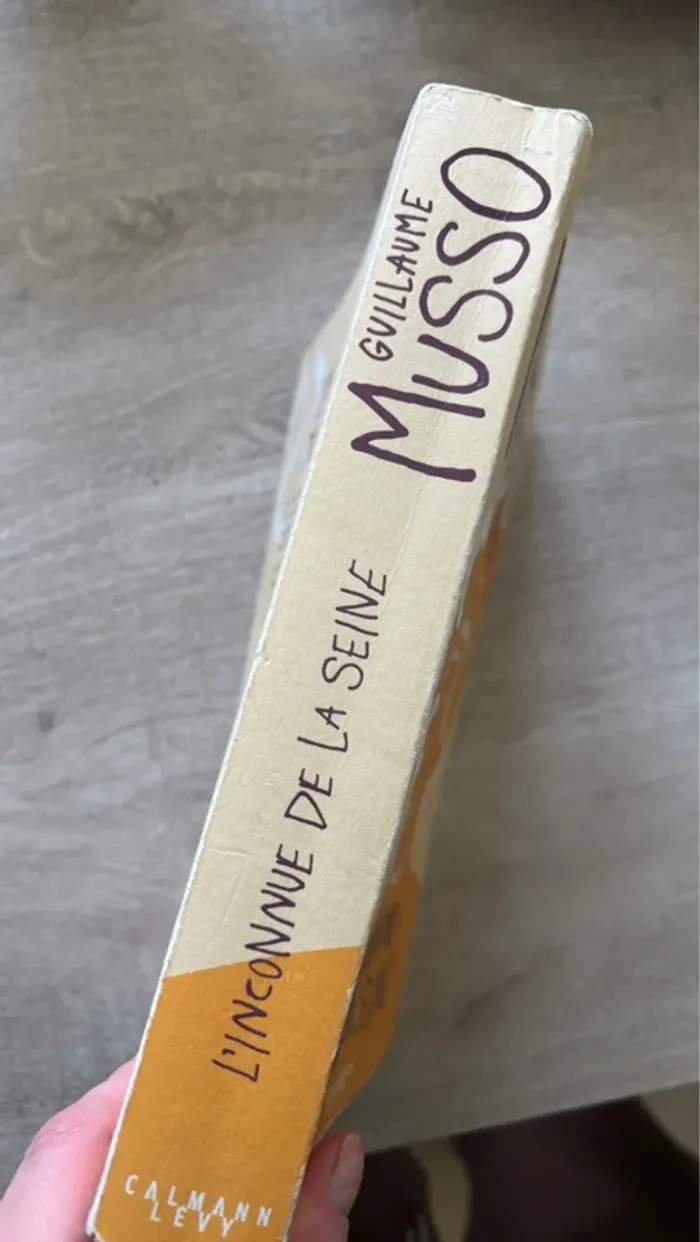 GUILLAUME
MUSSO
L'INCONNUE DE LA SEINE
CALMANN
LEVY